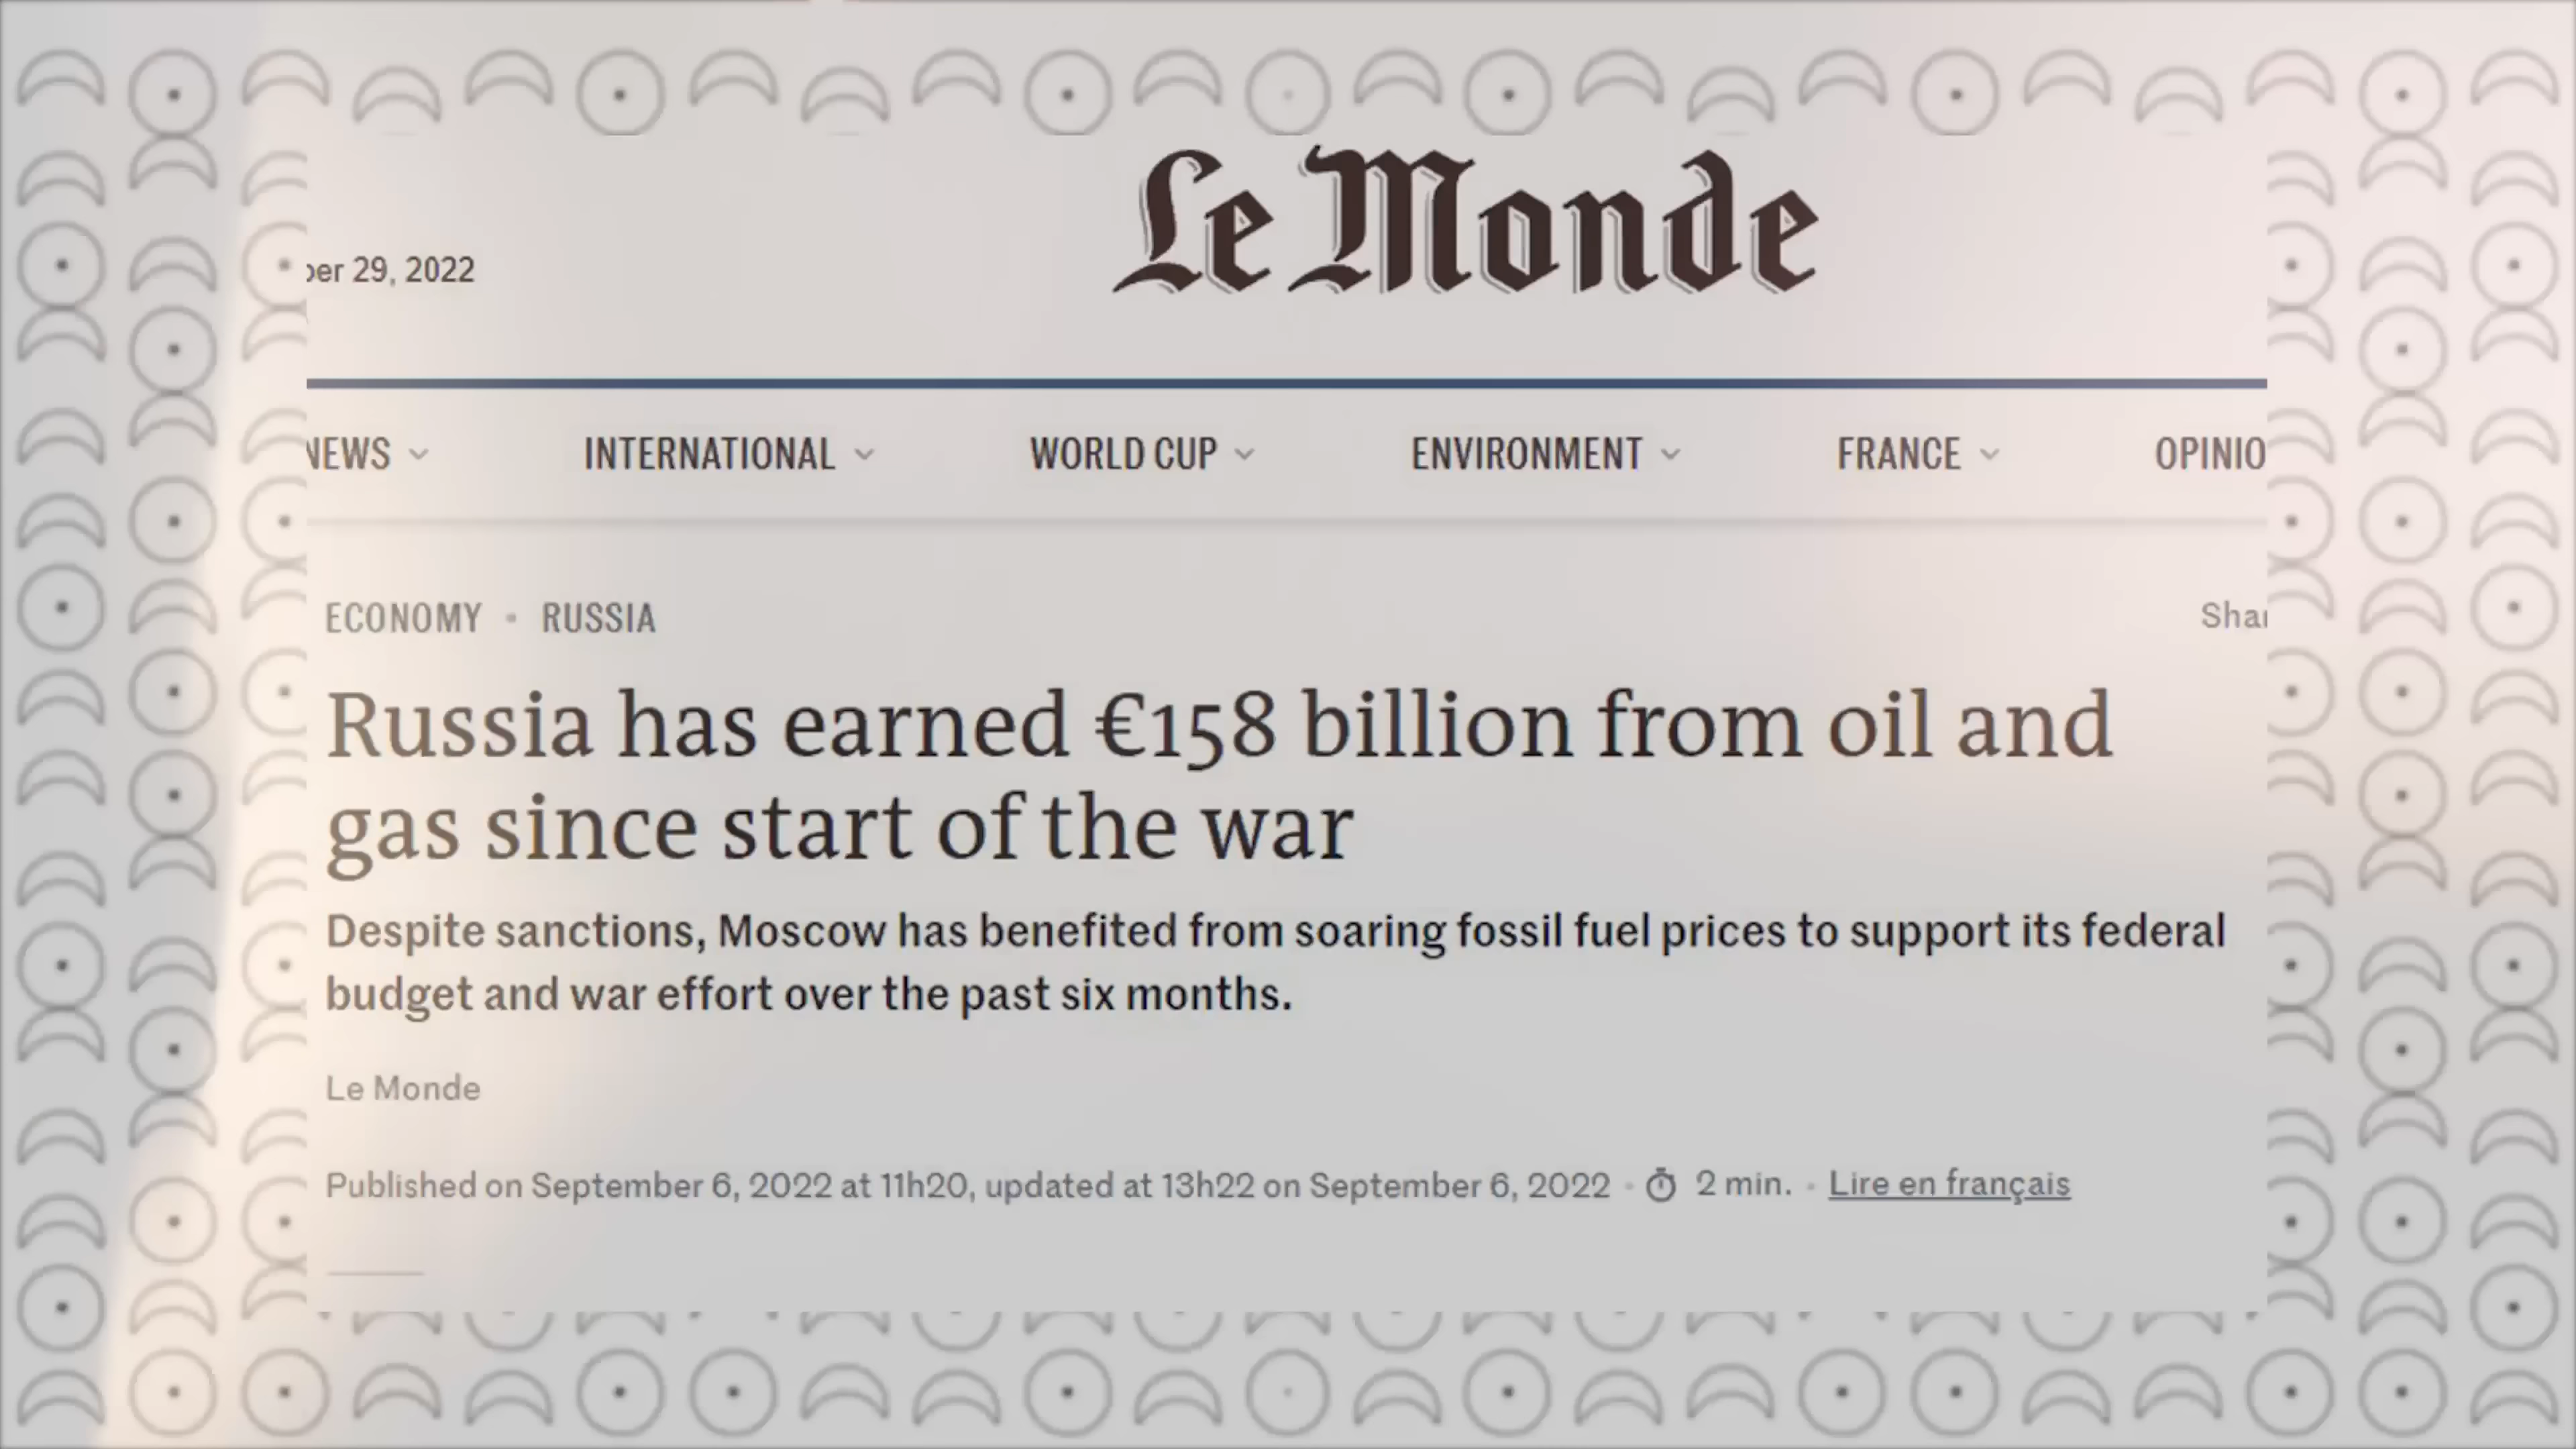 Le Monde
29, 2022
NEWS INTERNATIONAL WORLD CUP ENVIRONMENT FRANCE
ECONOMY • RUSSIA
Russia has earned €158 billion from oil and
gas since start of the war
Despite sanctions, Moscow has benefited from soaring fossil fuel prices to support its federal
budget and war effort over the past six months.
Le Monde
Published on September 6, 2022 at 11h20, updated at 13h22 on September 6, 2022 • 2 min. • Lire en français